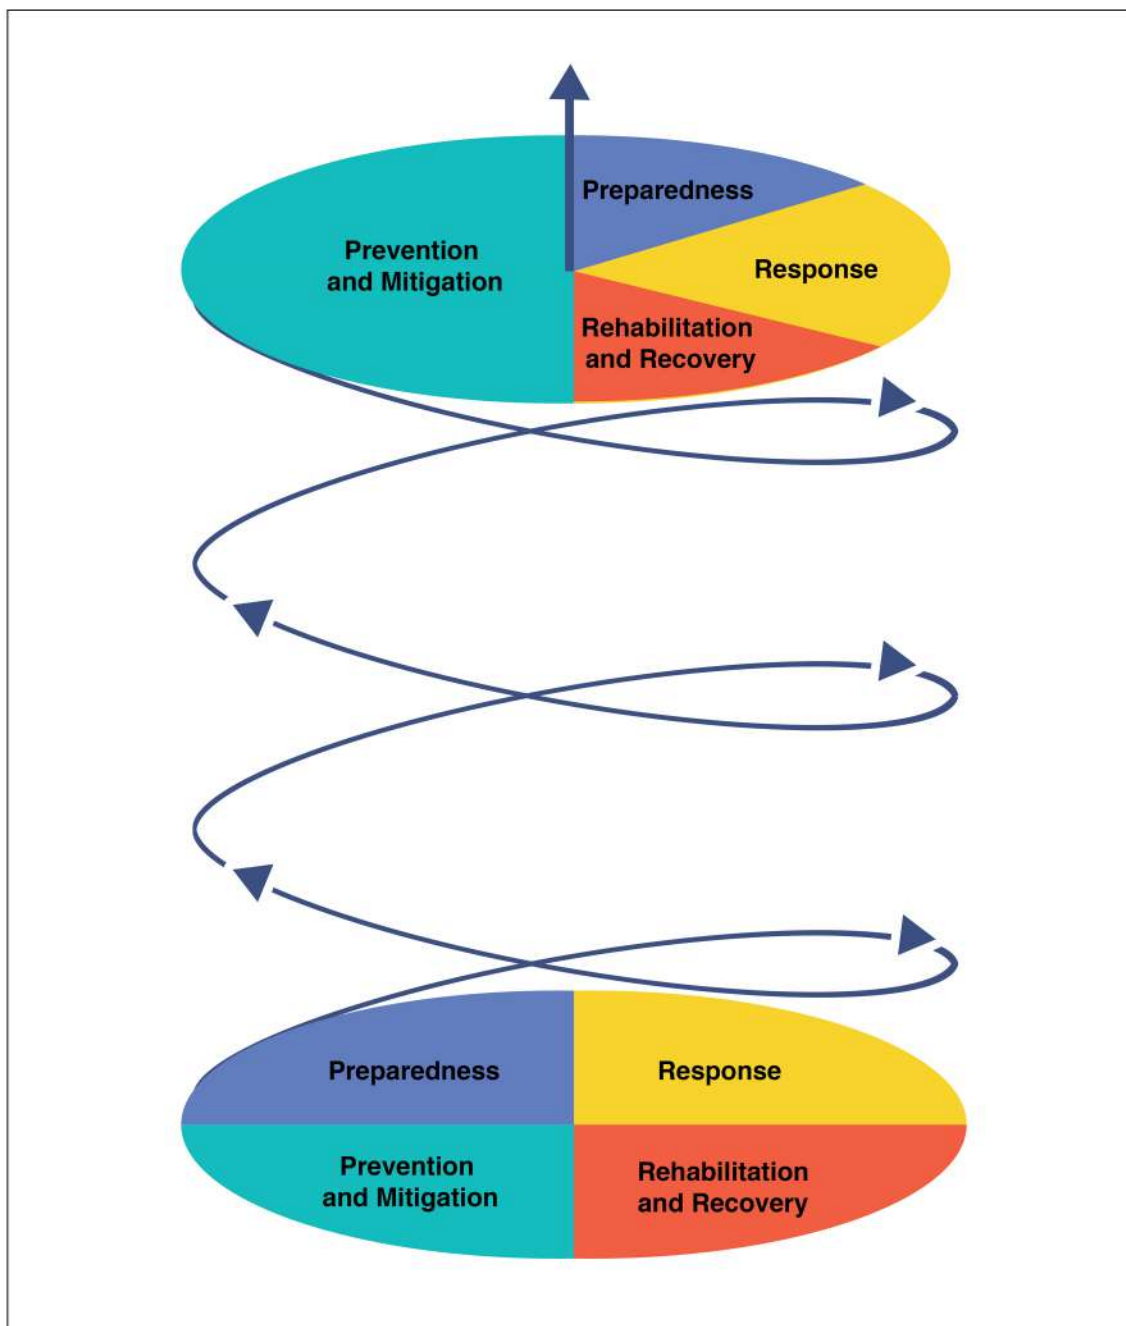 Preparedness
Prevention
and Mitigation
Response
Rehabilitation
and Recovery
Preparedness
Response
Prevention
and Mitigation
Rehabilitation
and Recovery